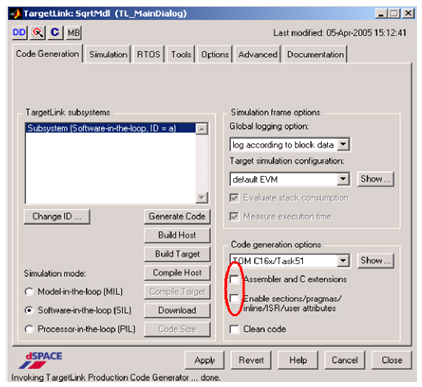 TargetLink: SqrtMdl (TL_MainDialog)
DD C MB Last modified: 05-Apr-2005 15:12:41
Code Generation Simulation RTOS Tools Options Advanced Documentation
TargetLink subsystems
Subsystem (Software-in-the-loop, ID = a)
Change ID ... Generate Code
Build Host
Build Target
Simulation mode: Compile Host
Model-in-the-loop (MIL) Compile Target
Software-in-the-loop (SIL) Download
Processor-in-the-loop (PIL) Code Size
Simulation frame options
Global logging option:
log according to block data
Target simulation configuration:
default EVM Show ...
Evaluate stack consumption
Measure execution time
Code generation options
TOM C16x/Task51 Show ...
Assembler and C extensions
Enable sections/pragmas/
inline/ISR/user attributes
Clean code
dSPACE Apply Revert Help Cancel Close
Invoking TargetLink Production Code Generator ... done.